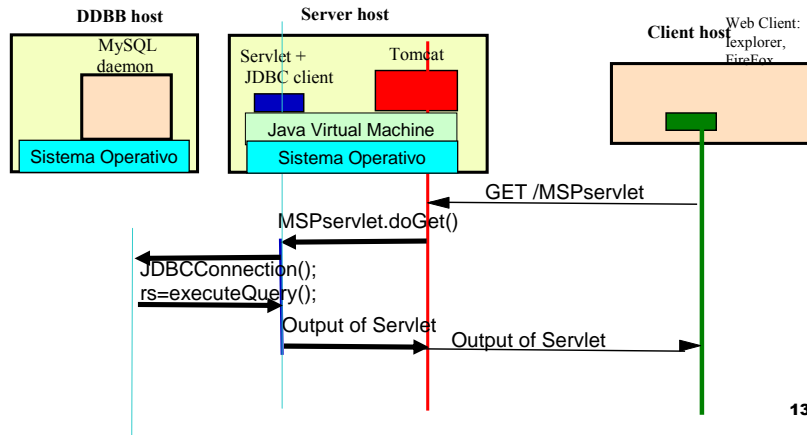 DDBB host
MySQL
daemon
Sistema Operativo
Server host
Servlet +
JDBC client
Tomcat
Java Virtual Machine
Sistema Operativo
Client host
Web Client:
Iexplorer,
FireFox
GET /MSPservlet
MSPservlet.doGet()
JDBCConnection();
rs=executeQuery();
Output of Servlet
Output of Servlet
13